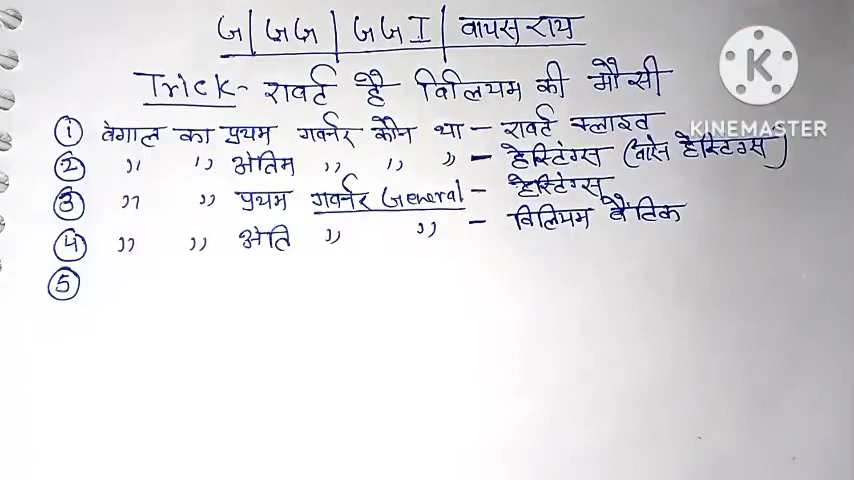 G | GG | GGI | वायसराय
Trick- रावर्ट है विलियम की मौसी
① वंगाल का प्रथम गवर्नर कौन था - रावर्ट क्लाइव
② ,, ,, अंतिम ,, ,, ,, - हेस्टिंग्स (वारेन हेस्टिंग्स)
③ ,, ,, प्रथम गवर्नर General - हेस्टिंग्स
④ ,, ,, अंति ,, ,, - विलियम वैंटिक
⑤
K
KINEMASTER